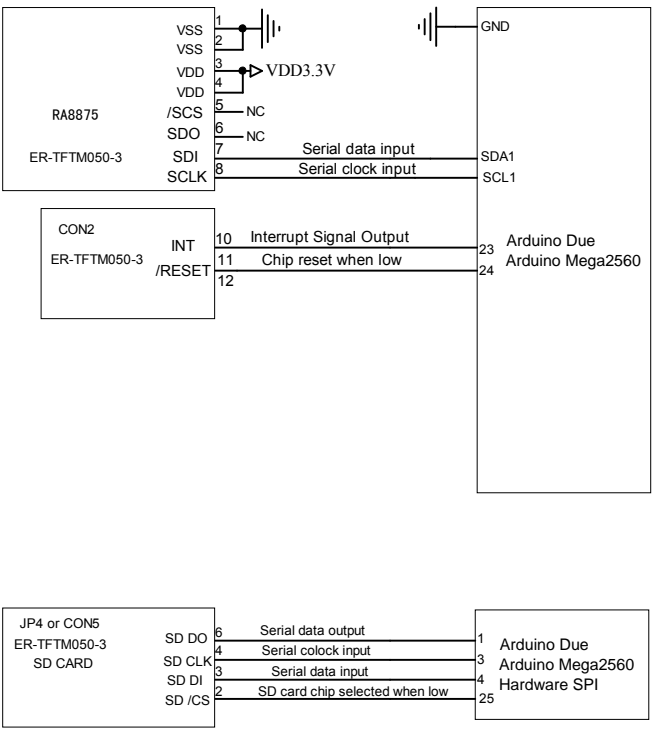 VSS 1
GND
VSS 2
VDD 3
VDD3.3V
VDD 4
RA8875
/SCS 5 NC
SDO 6 NC
ER-TFTM050-3
SDI 7 Serial data input SDA1
SCLK 8 Serial clock input SCL1
CON2
INT 10 Interrupt Signal Output 23
Arduino Due
ER-TFTM050-3
/RESET 11 Chip reset when low 24
Arduino Mega2560
12
JP4 or CON5
ER-TFTM050-3
SD CARD
SD DO 6 Serial data output 1
SD CLK 4 Serial colock input 3
SD DI 3 Serial data input 4
SD /CS 2 SD card chip selected when low 25
Arduino Due
Arduino Mega2560
Hardware SPI